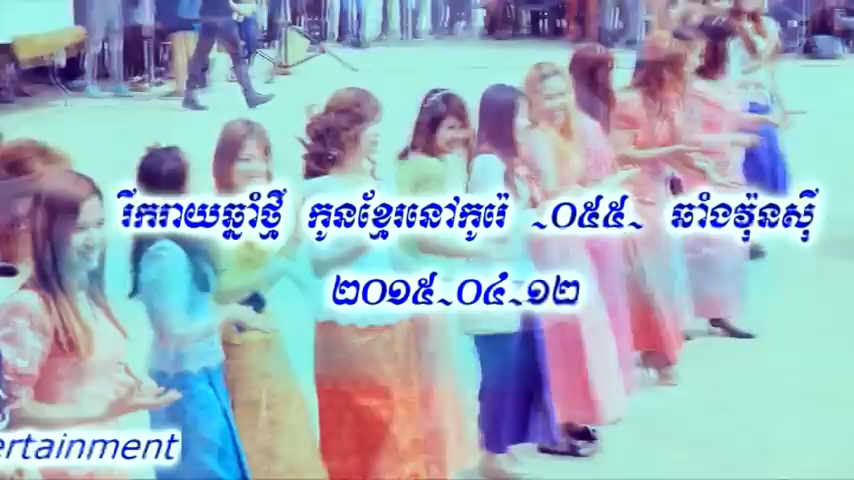 រីករាយឆ្នាំថ្មី កូនខ្មែរនៅកូរ៉េ ~០៥៥~ ឆាំងវ៉ុនស៊ី
២០១៥~០៤~១២
ertainment